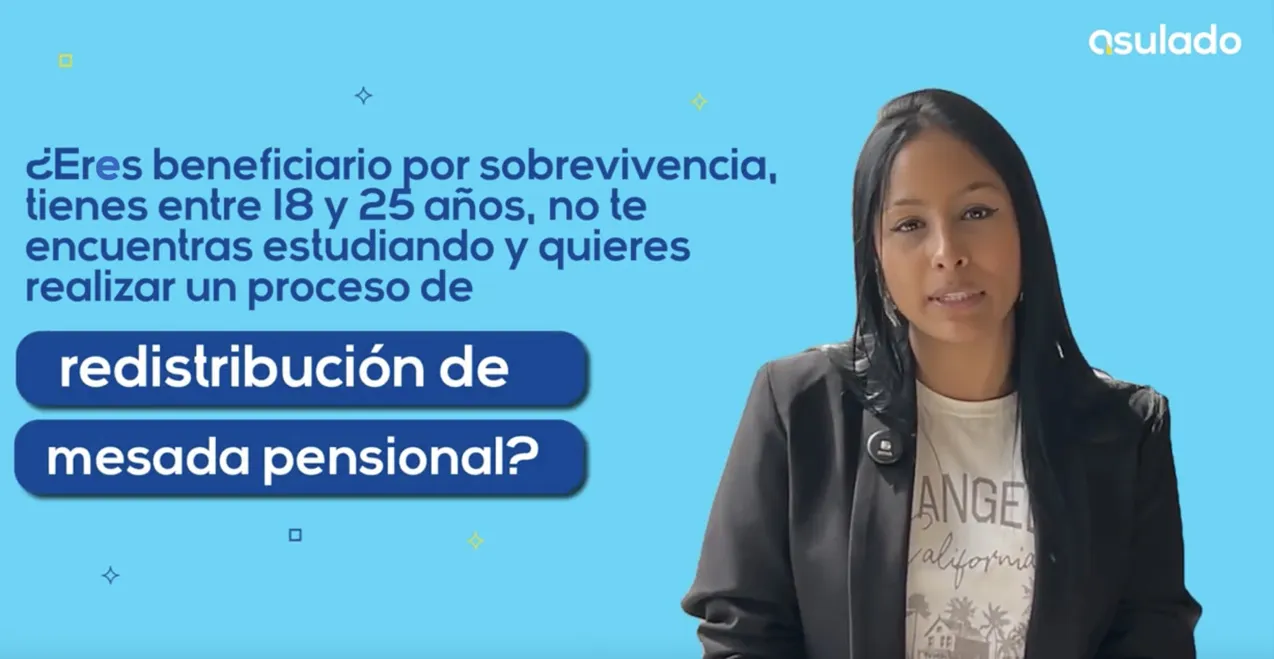 asulado
¿Eres beneficiario por sobrevivencia,
tienes entre 18 y 25 años, no te
encuentras estudiando y quieres
realizar un proceso de
redistribución de
mesada pensional?
ANGEL
California